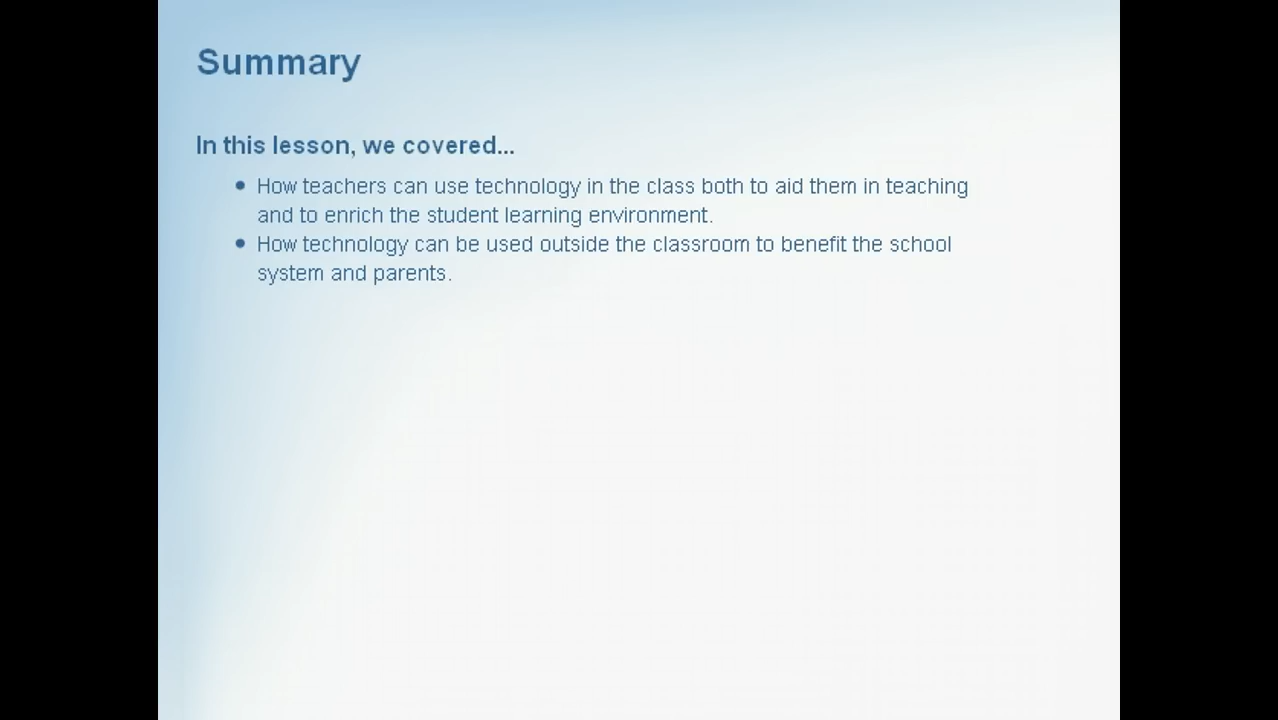 Summary
In this lesson, we covered...
• How teachers can use technology in the class both to aid them in teaching
and to enrich the student learning environment.
• How technology can be used outside the classroom to benefit the school
system and parents.